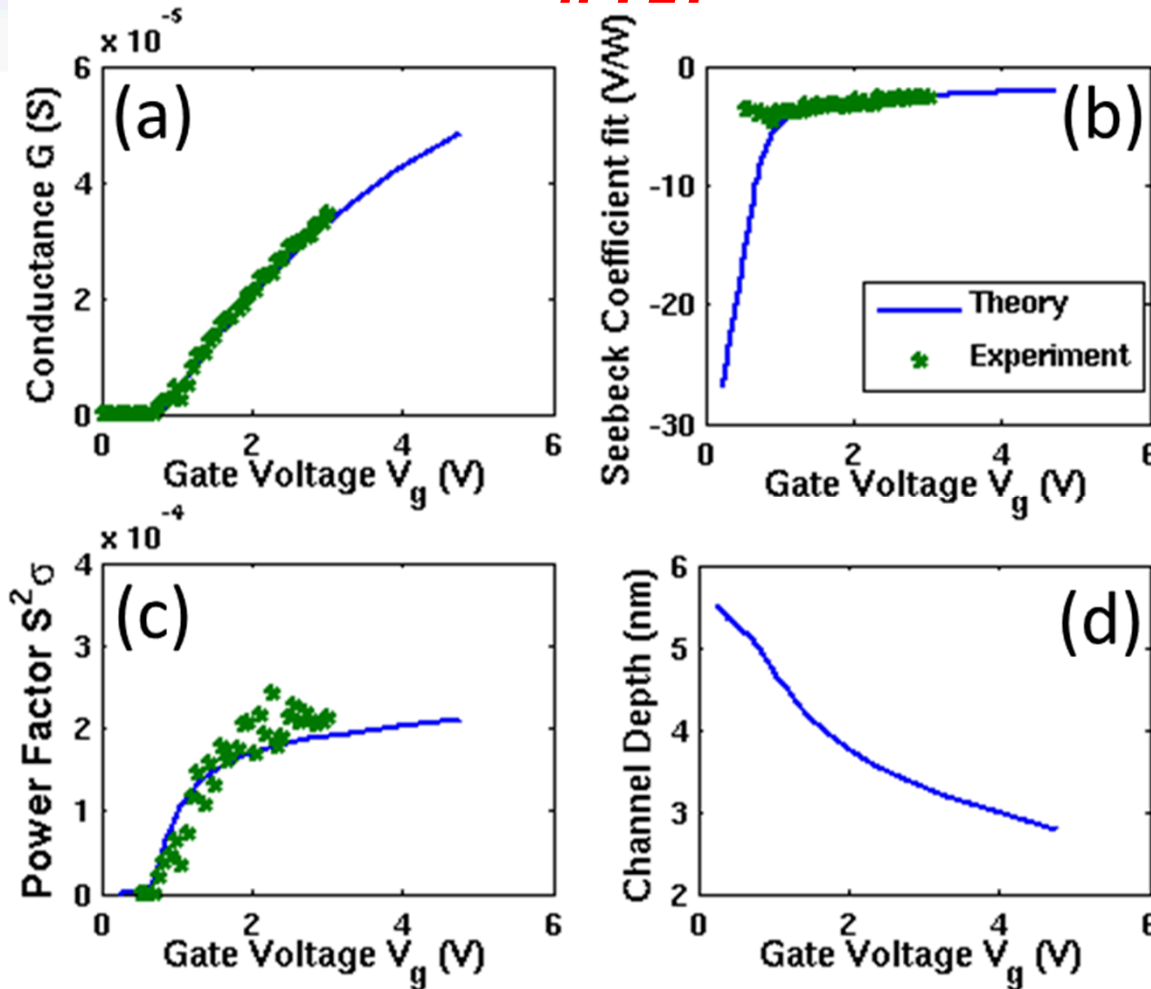 x 10^-5
6
4
2
0
0 2 4 6
(a)
Conductance G (S)
Gate Voltage V_g (V)
0
-10
-20
-30
0 2 6
(b)
Seebeck Coefficient fit (V/W)
Theory
Experiment
Gate Voltage V_g (V)
x 10^-4
4
3
2
1
0
0 2 4 6
(c)
Power Factor S^2σ
Gate Voltage V_g (V)
6
5
4
3
2
0 2 4 6
(d)
Channel Depth (nm)
Gate Voltage V_g (V)